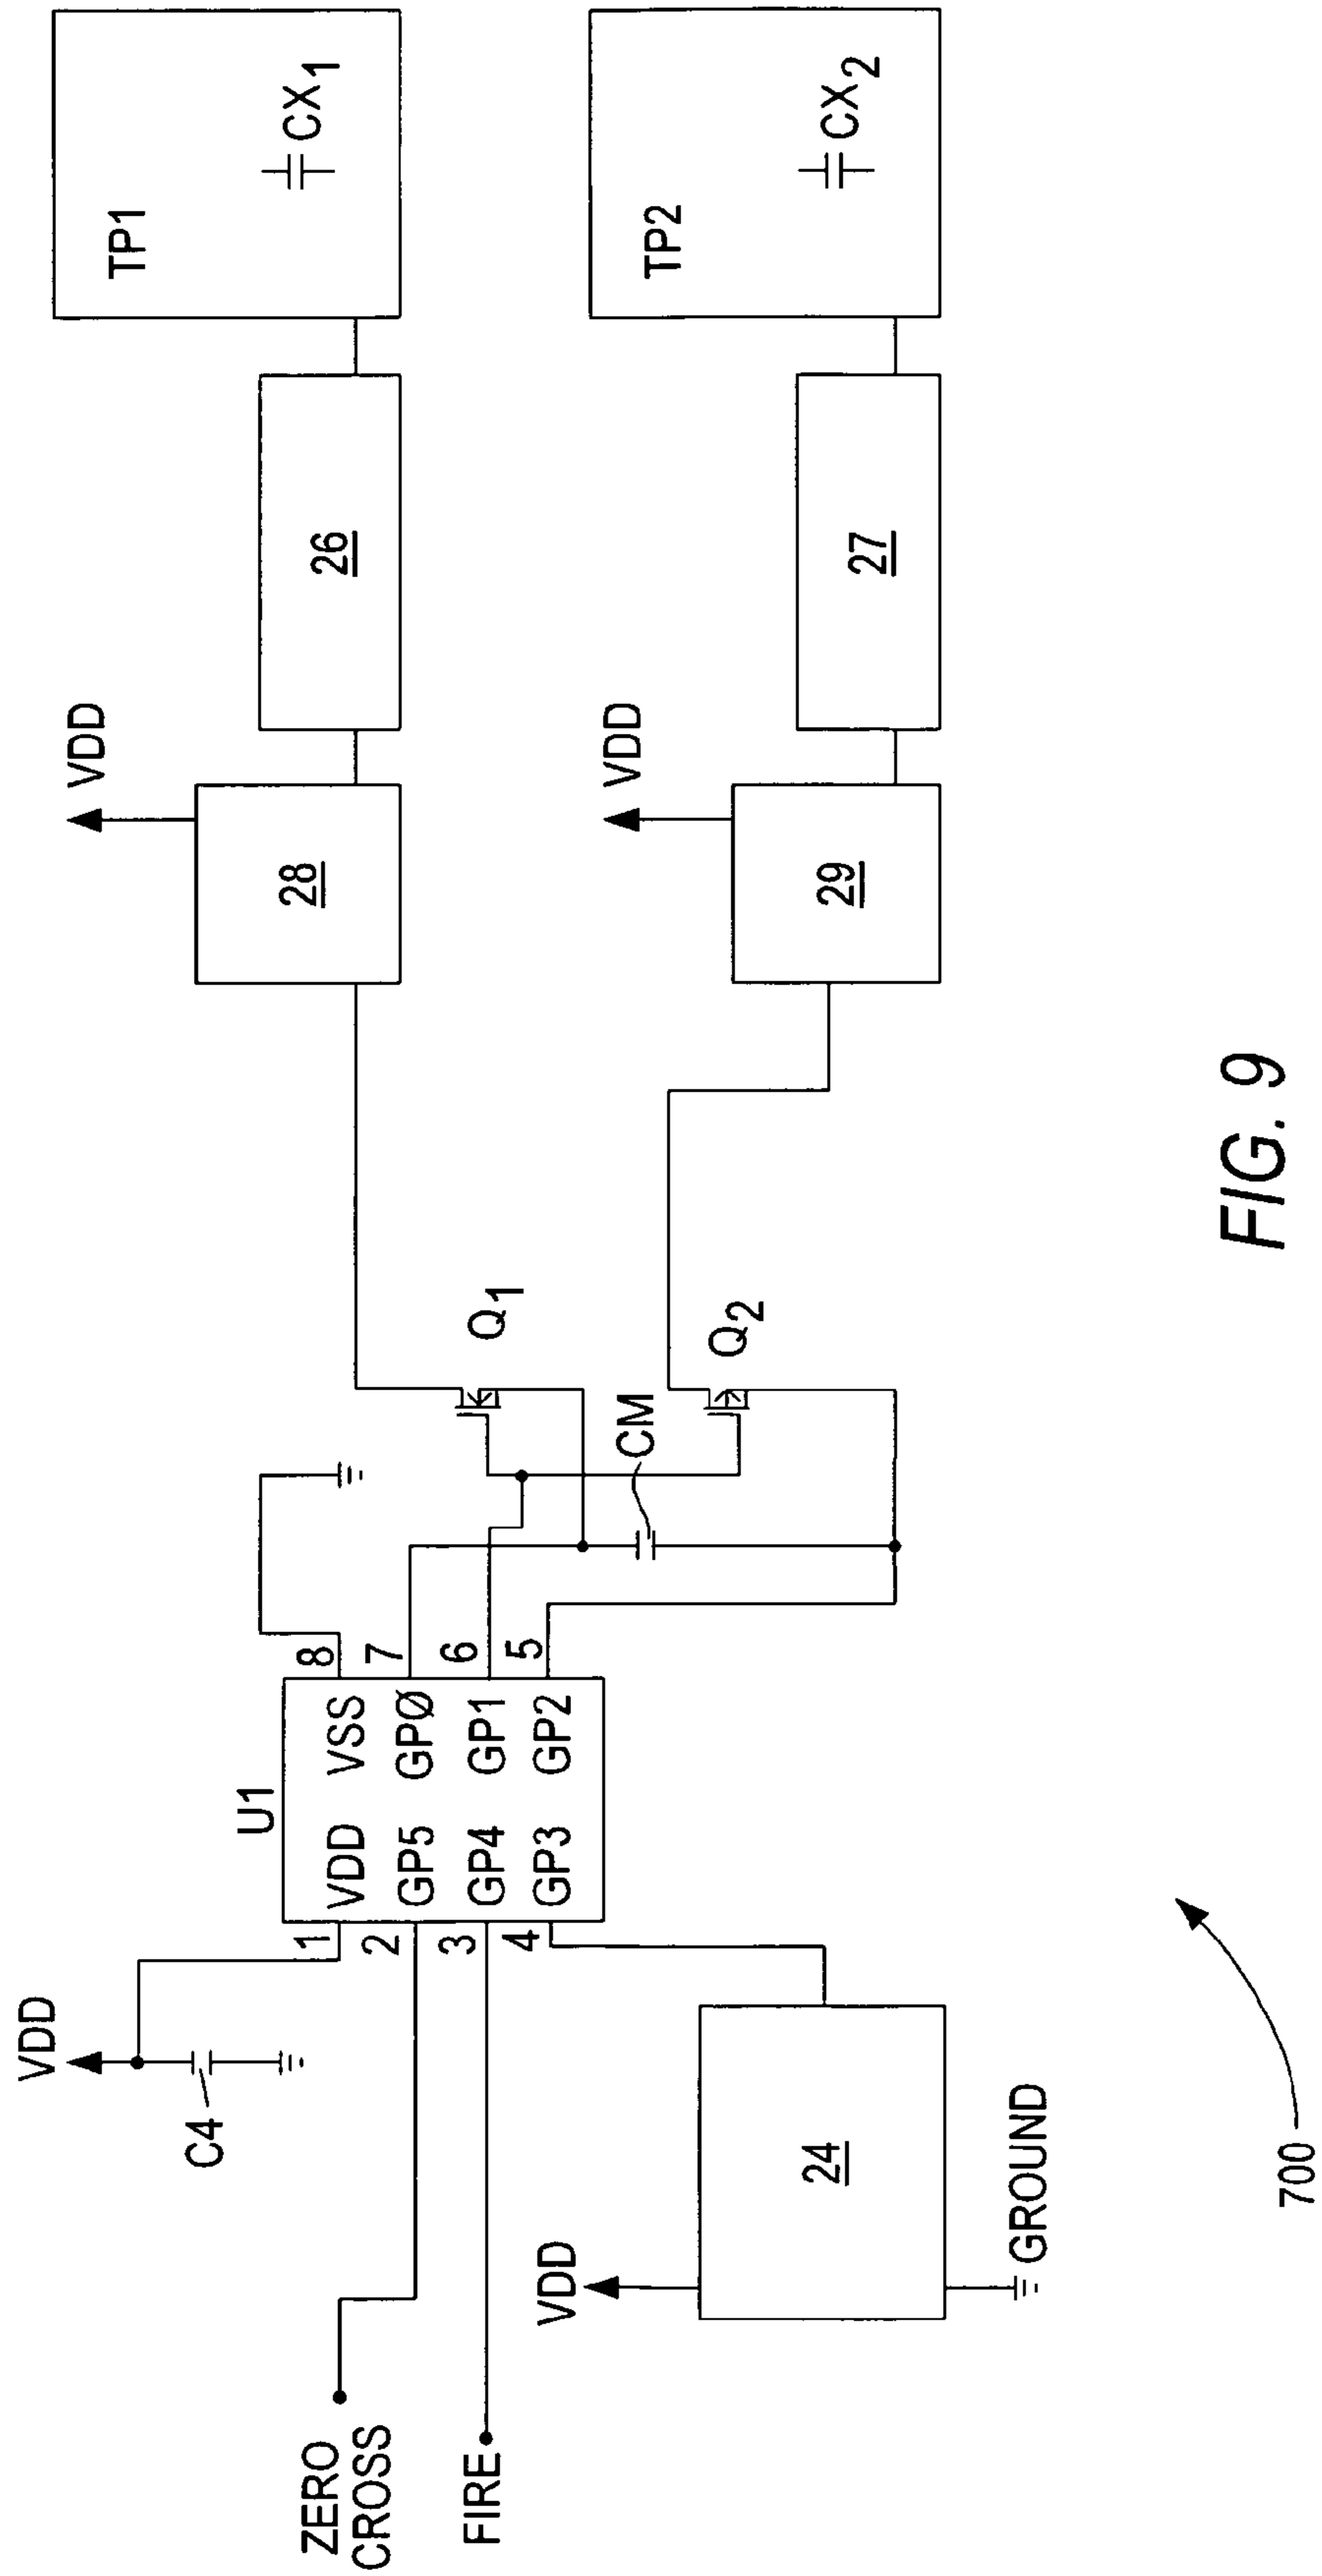 VDD
C4
ZERO
CROSS
FIRE
VDD
24
GROUND
U1
1 VDD VSS 8
2 GP5 GPØ 7
3 GP4 GP1 6
4 GP3 GP2 5
CM
Q1
Q2
VDD
28
26
TP1
CX1
VDD
29
27
TP2
CX2
700
FIG. 9